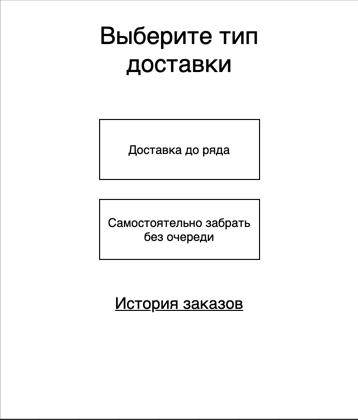 Выберите тип
доставки
Доставка до ряда
Самостоятельно забрать
без очереди
История заказов